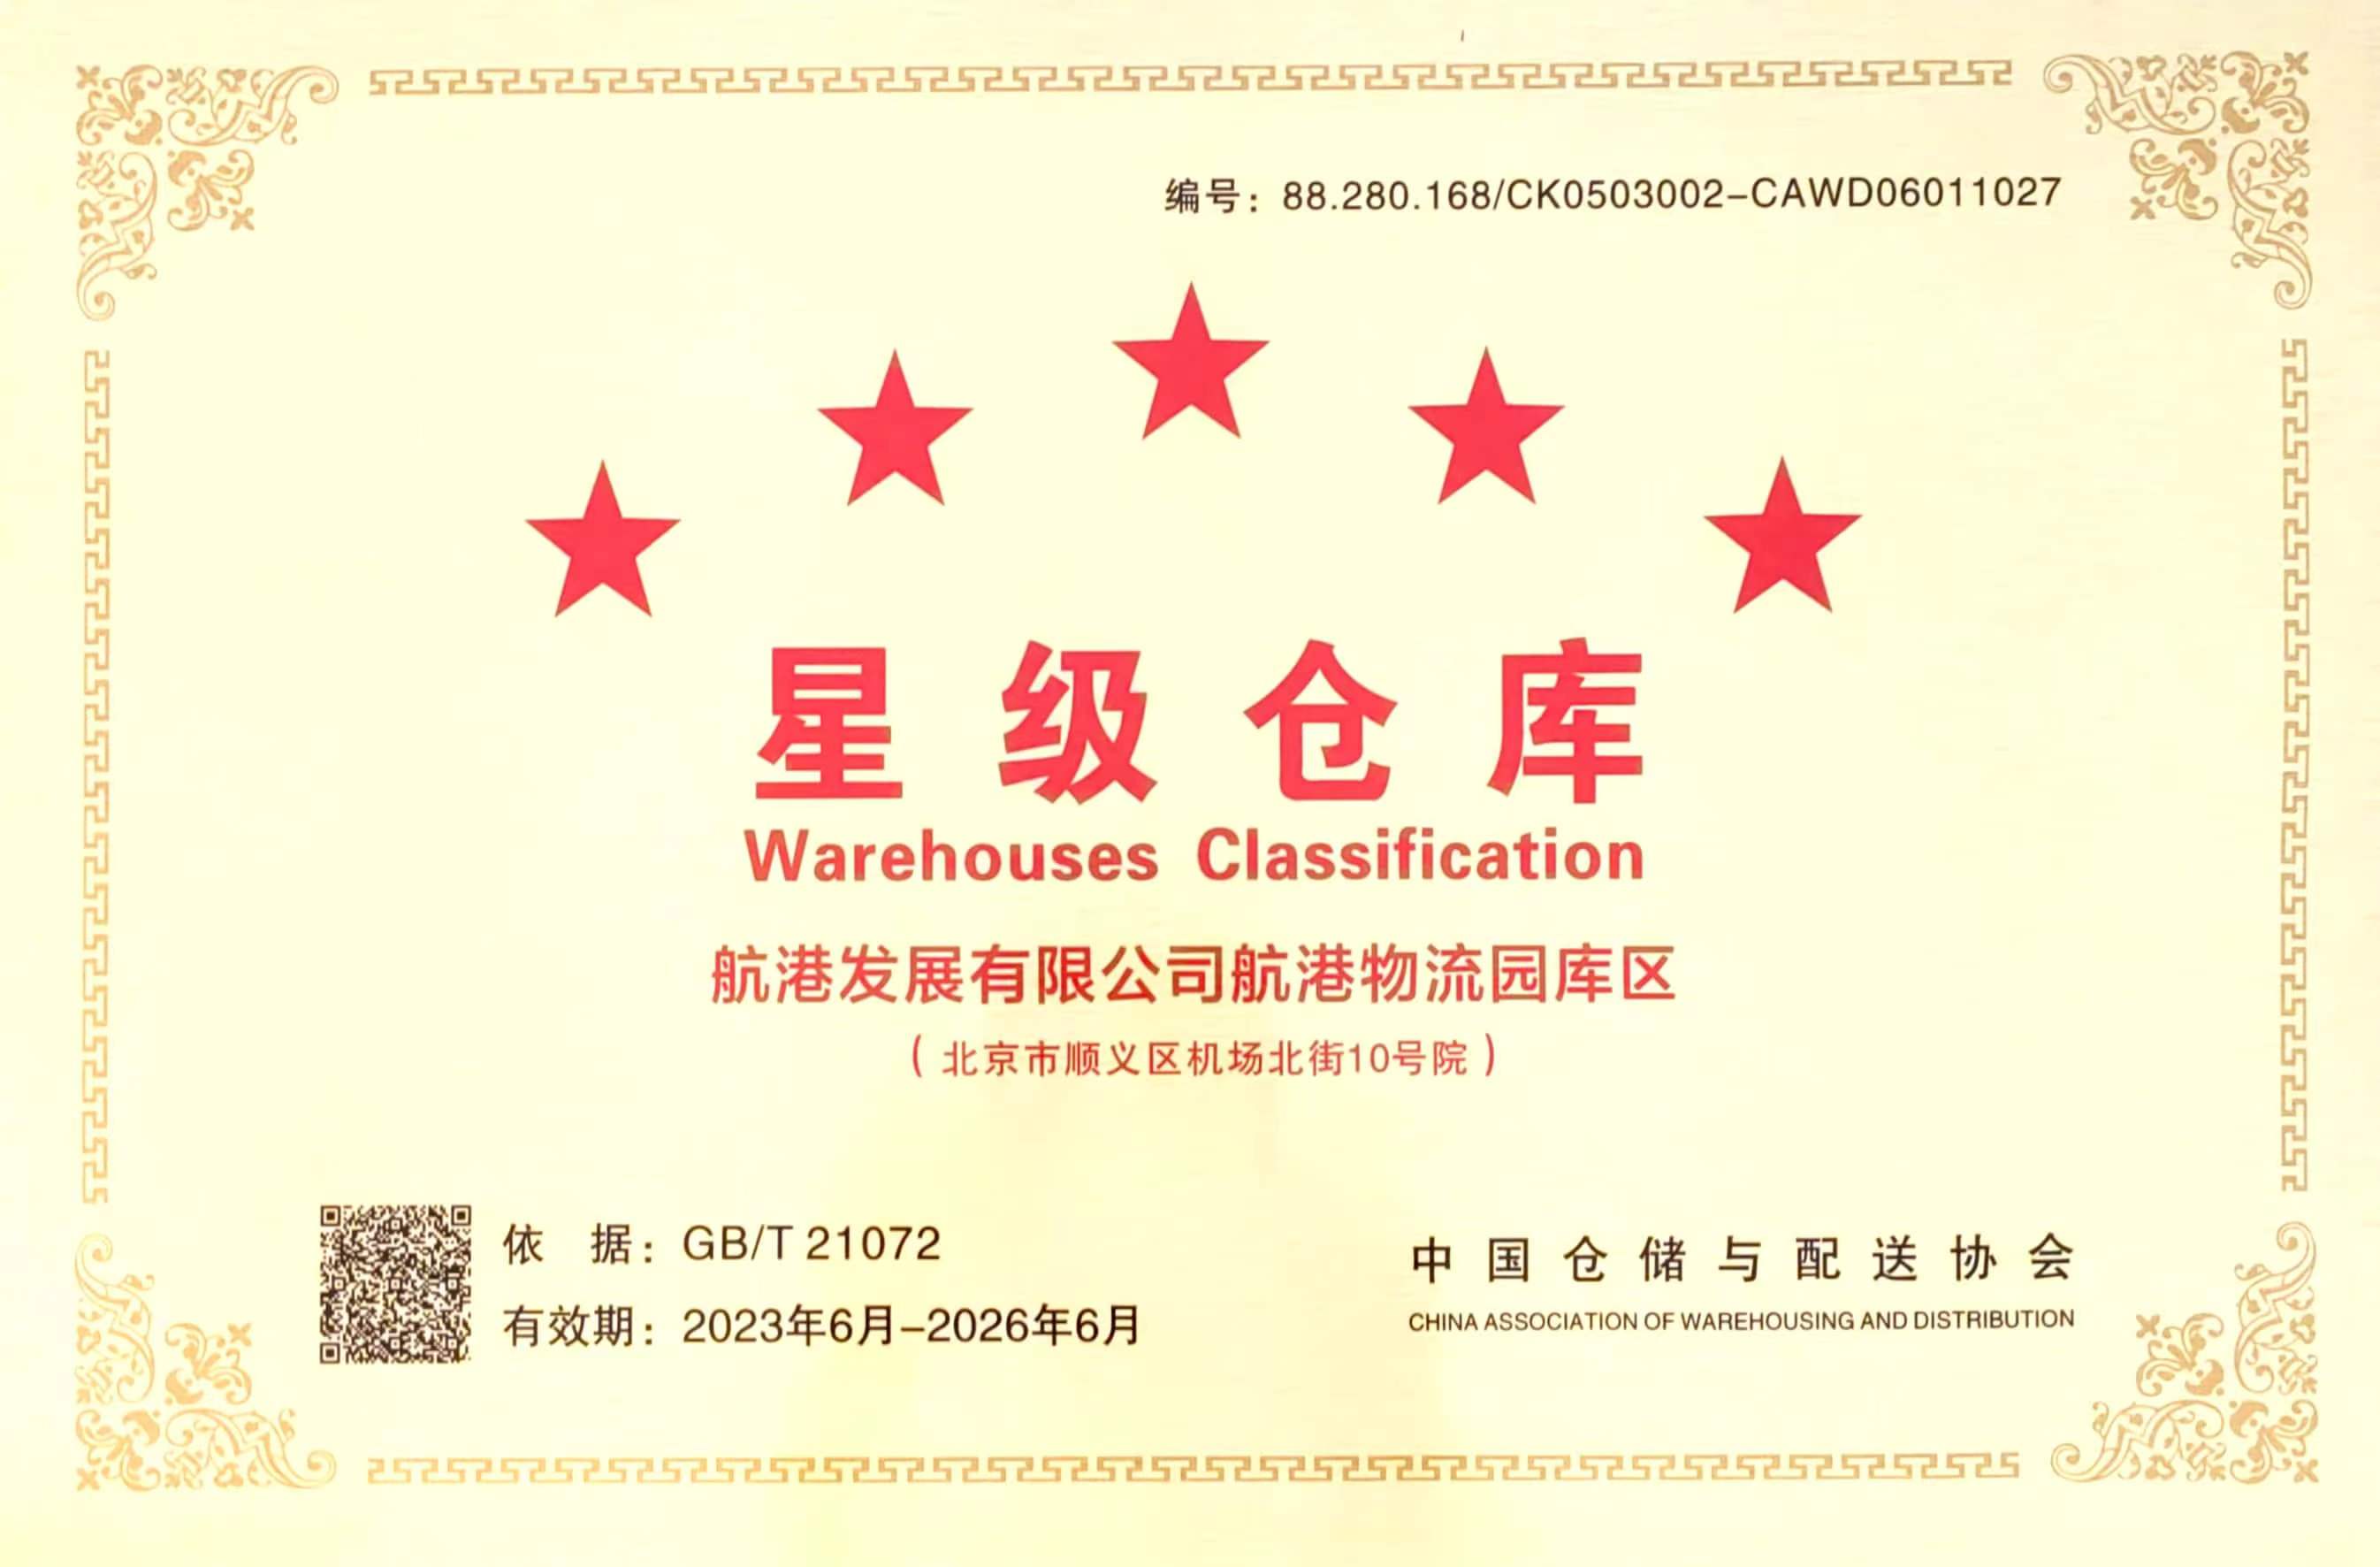 编号：88.280.168/CK0503002-CAWD06011027
星级仓库
Warehouses Classification
航港发展有限公司航港物流园库区
（北京市顺义区机场北街10号院）
依 据：GB/T 21072
有效期：2023年6月-2026年6月
中国仓储与配送协会
CHINA ASSOCIATION OF WAREHOUSING AND DISTRIBUTION